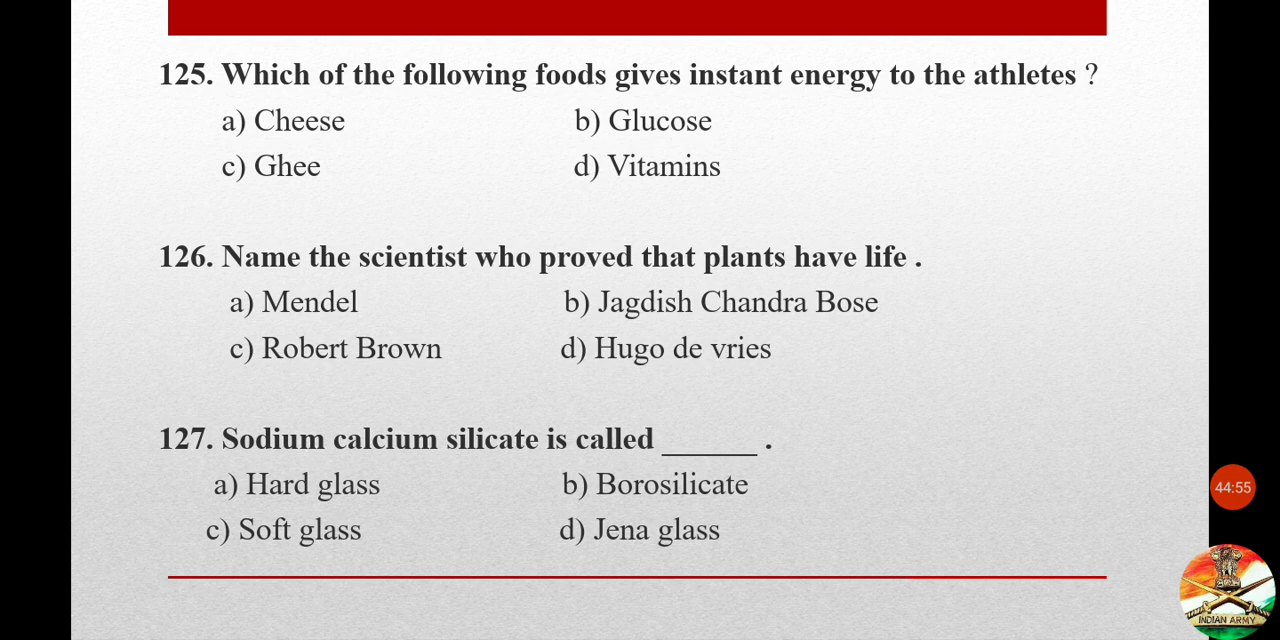 125. Which of the following foods gives instant energy to the athletes ?
a) Cheese b) Glucose
c) Ghee d) Vitamins
126. Name the scientist who proved that plants have life .
a) Mendel b) Jagdish Chandra Bose
c) Robert Brown d) Hugo de vries
127. Sodium calcium silicate is called ______ .
a) Hard glass b) Borosilicate
c) Soft glass d) Jena glass
44:55
INDIAN ARMY